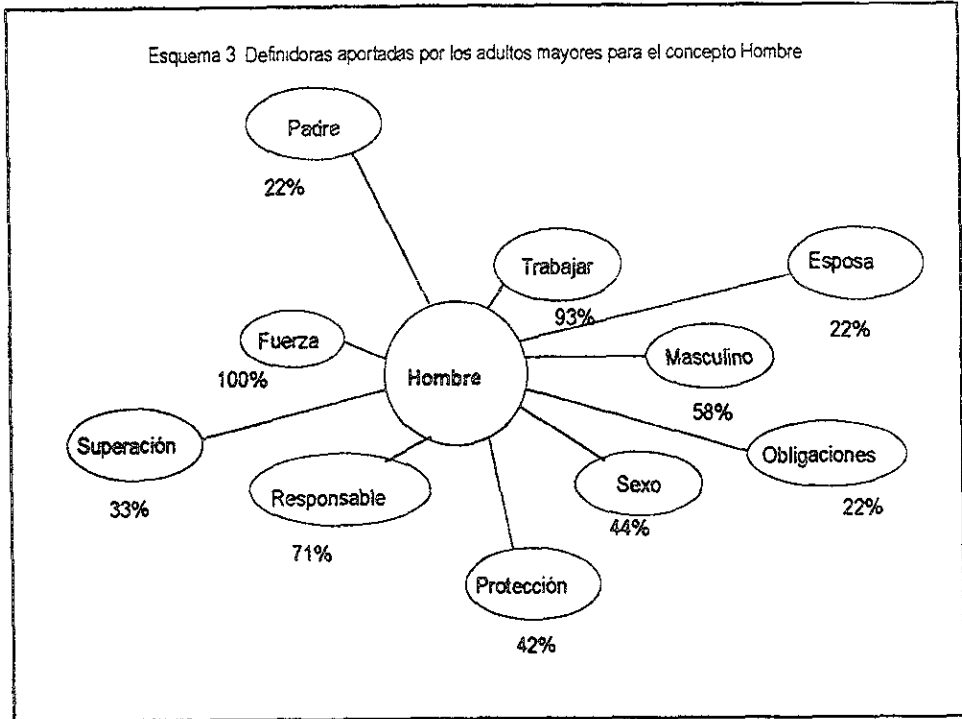 Esquema 3 Definidoras aportadas por los adultos mayores para el concepto Hombre
Padre
22%
Trabajar
93%
Esposa
22%
Fuerza
100%
Hombre
Masculino
58%
Superación
33%
Responsable
71%
Sexo
44%
Obligaciones
22%
Protección
42%